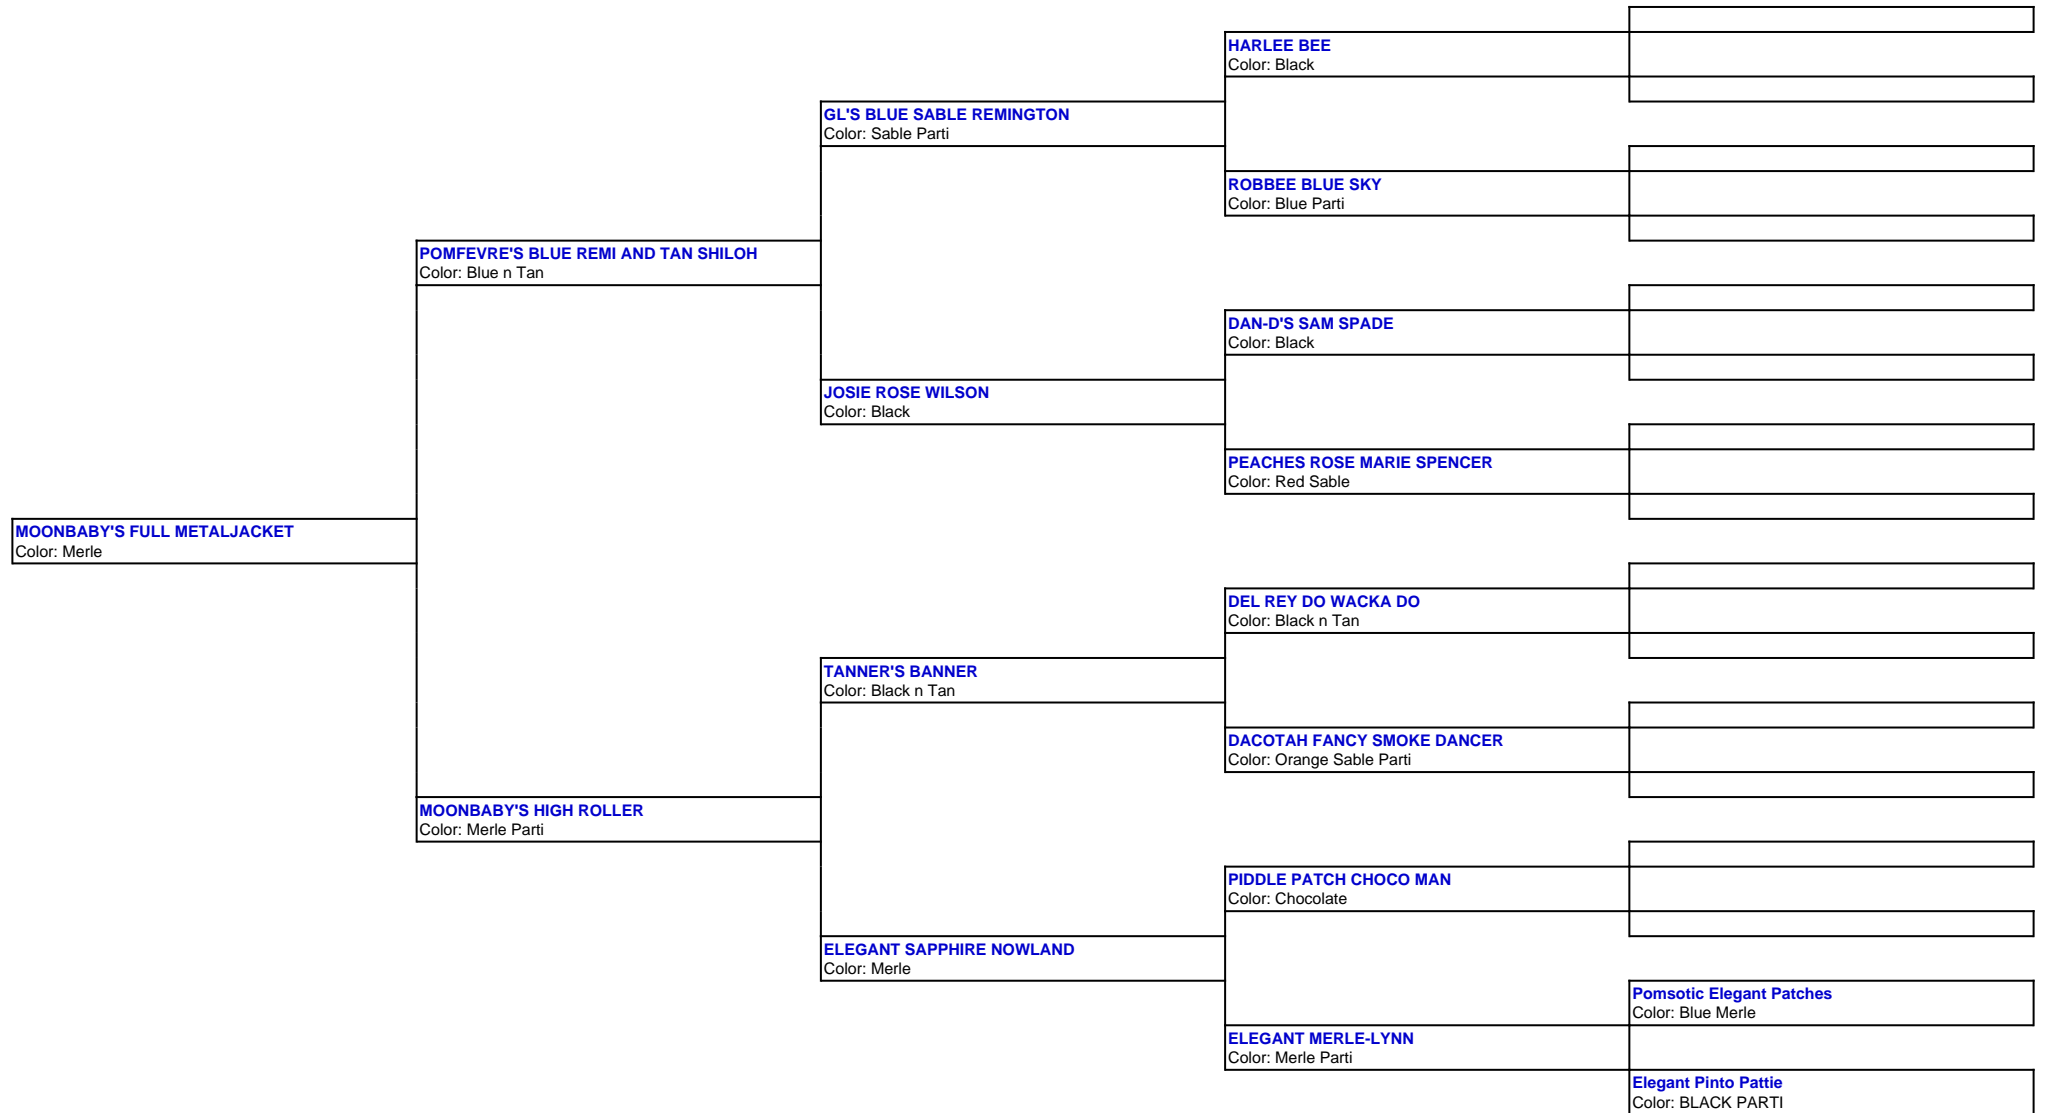 HARLEE BEE
Color: Black
GL'S BLUE SABLE REMINGTON
Color: Sable Parti
ROBBEE BLUE SKY
Color: Blue Parti
POMFEVRE'S BLUE REMI AND TAN SHILOH
Color: Blue n Tan
DAN-D'S SAM SPADE
Color: Black
JOSIE ROSE WILSON
Color: Black
PEACHES ROSE MARIE SPENCER
Color: Red Sable
MOONBABY'S FULL METALJACKET
Color: Merle
DEL REY DO WACKA DO
Color: Black n Tan
TANNER'S BANNER
Color: Black n Tan
DACOTAH FANCY SMOKE DANCER
Color: Orange Sable Parti
MOONBABY'S HIGH ROLLER
Color: Merle Parti
PIDDLE PATCH CHOCO MAN
Color: Chocolate
ELEGANT SAPPHIRE NOWLAND
Color: Merle
Pomsotic Elegant Patches
Color: Blue Merle
ELEGANT MERLE-LYNN
Color: Merle Parti
Elegant Pinto Pattie
Color: BLACK PARTI